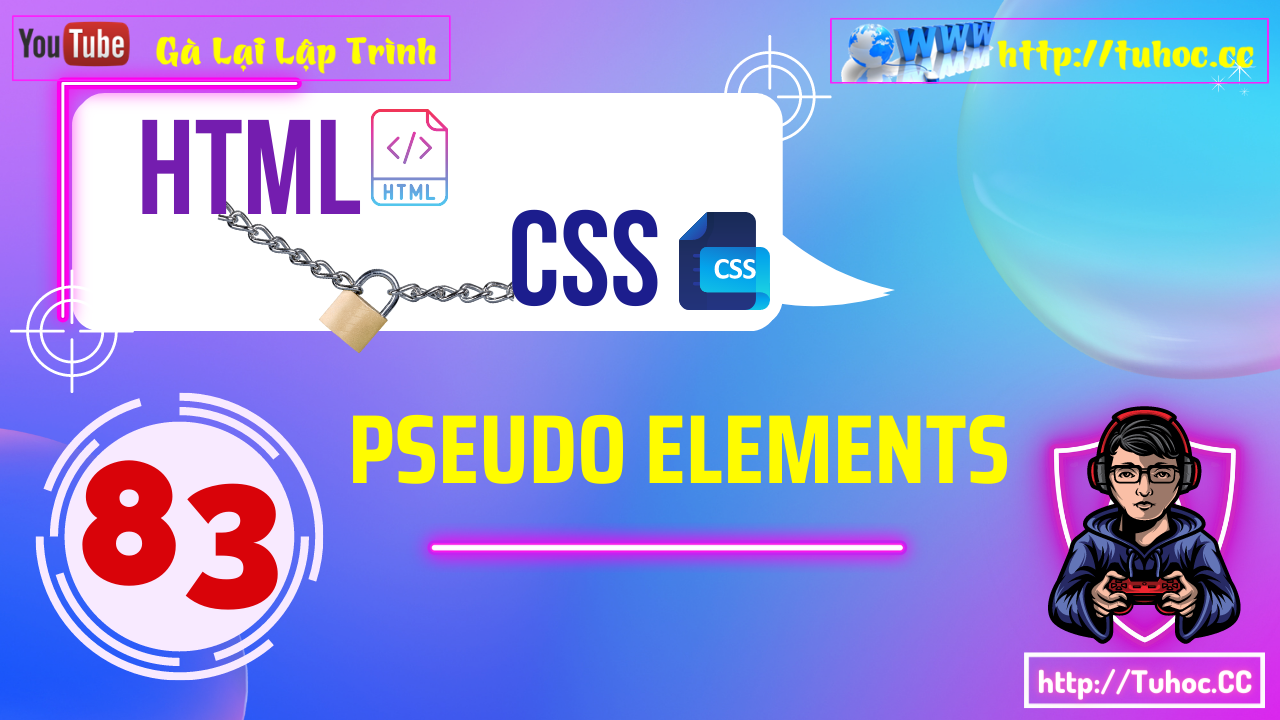 YouTube Gà Lại Lập Trình
WWW http://tuhoc.cc
HTML
HTML
CSS
CSS
83
PSEUDO ELEMENTS
http://Tuhoc.CC